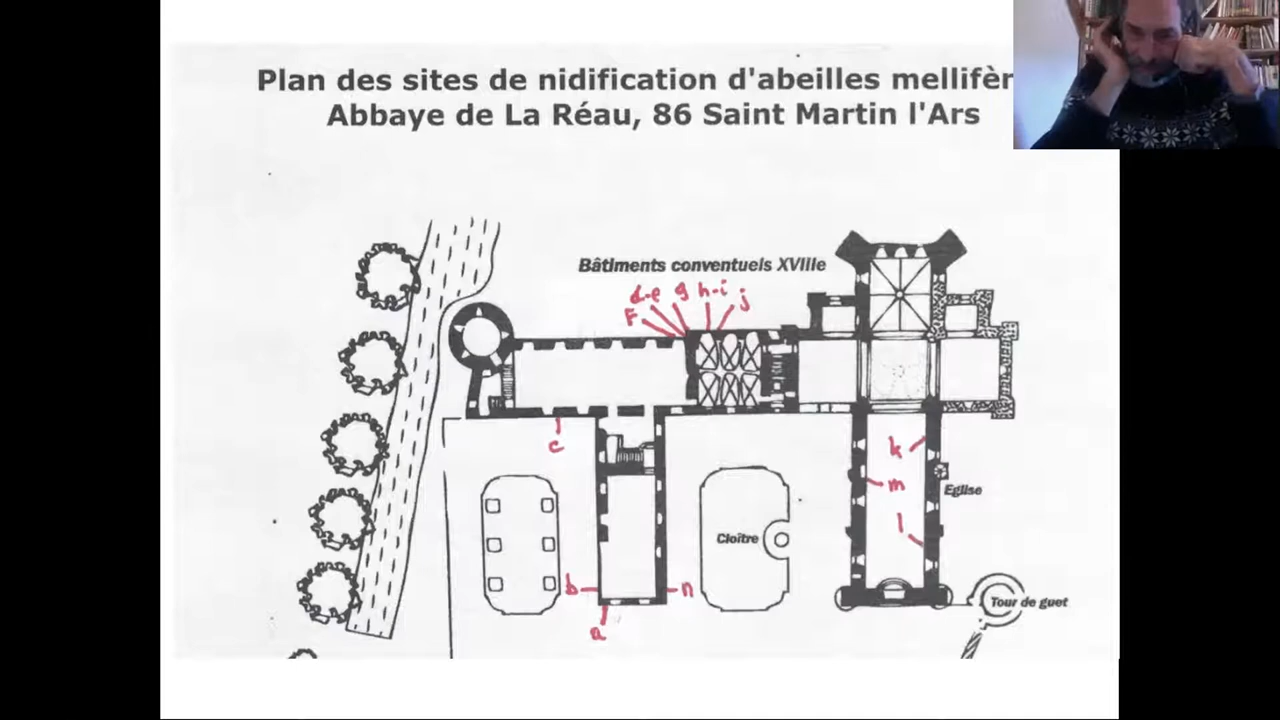 Plan des sites de nidification d'abeilles mellifèr
Abbaye de La Réau, 86 Saint Martin l'Ars
Bâtiments conventuels XVIIIe
d-e g h-i j
F
c
k
m
Eglise
l
Cloître
b
n
a
Tour de guet